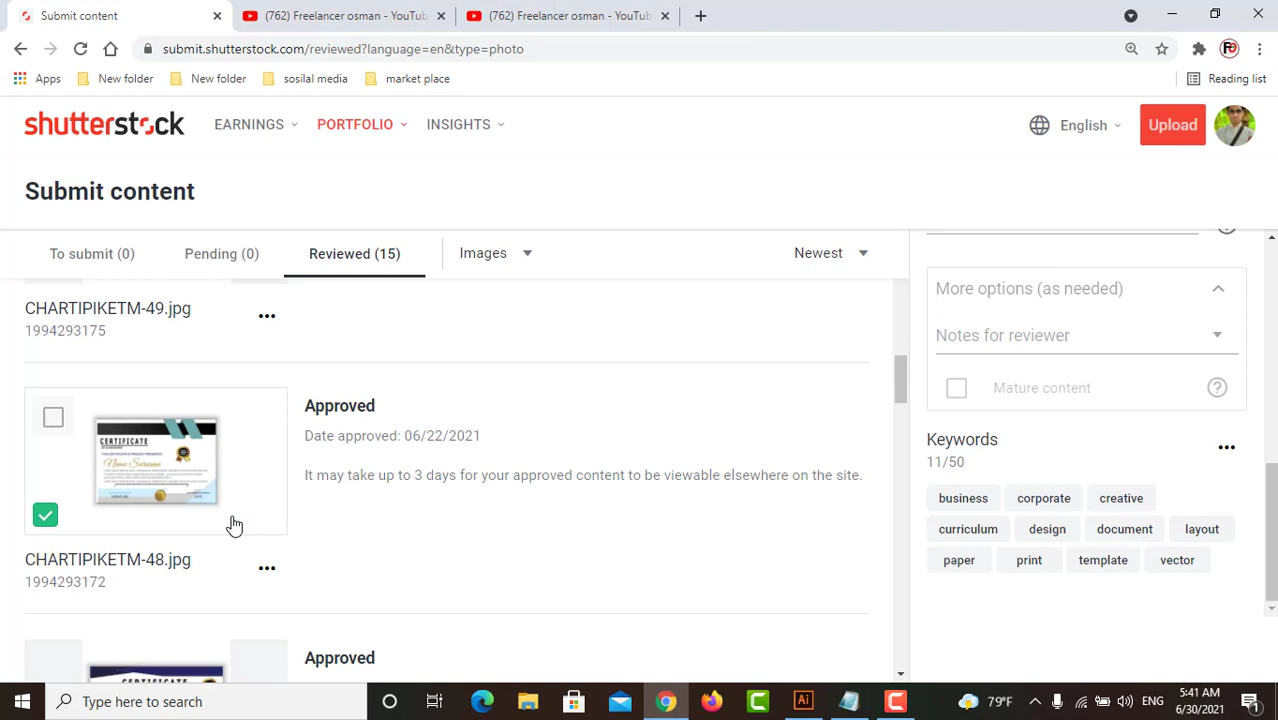 Submit content
(762) Freelancer osman - YouTub
(762) Freelancer osman - YouTub
submit.shutterstock.com/reviewed?language=en&type=photo
Apps
New folder
New folder
sosilal media
market place
Reading list
shutterstock
EARNINGS
PORTFOLIO
INSIGHTS
English
Upload
Submit content
To submit (0)
Pending (0)
Reviewed (15)
Images
Newest
CHARTIPIKETM-49.jpg
1994293175
Approved
Date approved: 06/22/2021
It may take up to 3 days for your approved content to be viewable elsewhere on the site.
CERTIFICATE
Name Surname
CHARTIPIKETM-48.jpg
1994293172
Approved
More options (as needed)
Notes for reviewer
Mature content
Keywords
11/50
business
corporate
creative
curriculum
design
document
layout
paper
print
template
vector
Type here to search
Ai
79°F
ENG
5:41 AM
6/30/2021